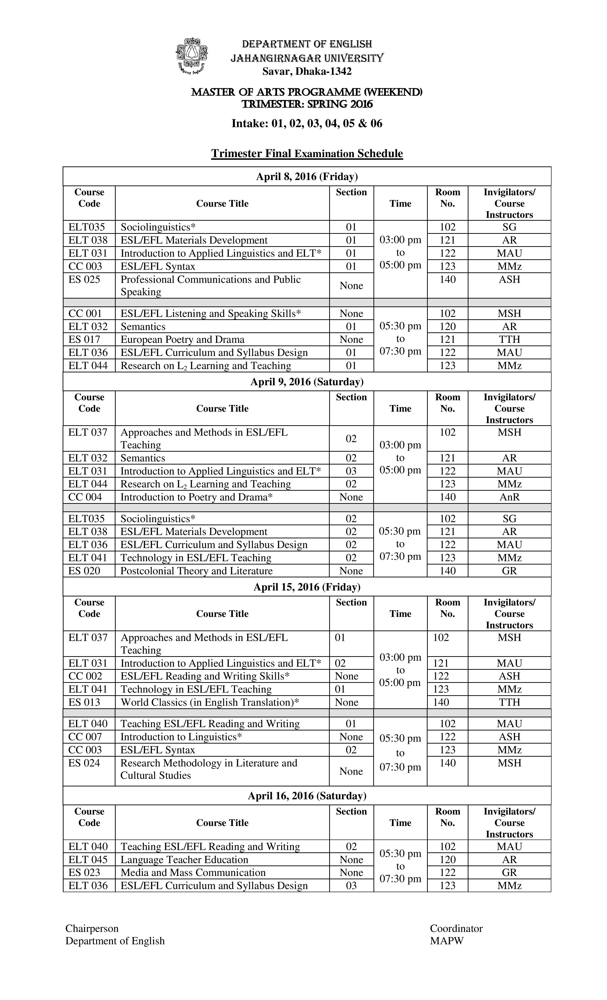 DEPARTMENT OF ENGLISH
JAHANGIRNAGAR UNIVERSITY
জাহাঙ্গীরনগর বিশ্ববিদ্যালয়
Savar, Dhaka-1342
MASTER OF ARTS PROGRAMME (WEEKEND)
TRIMESTER: SPRING 2016
Intake: 01, 02, 03, 04, 05 & 06
Trimester Final Examination Schedule
April 8, 2016 (Friday)
Course Code Course Title Section Time Room No. Invigilators/ Course Instructors
ELT035 Sociolinguistics* 01 03:00 pm to 05:00 pm 102 SG
ELT 038 ESL/EFL Materials Development 01 121 AR
ELT 031 Introduction to Applied Linguistics and ELT* 01 122 MAU
CC 003 ESL/EFL Syntax 01 123 MMz
ES 025 Professional Communications and Public Speaking None 140 ASH
CC 001 ESL/EFL Listening and Speaking Skills* None 05:30 pm to 07:30 pm 102 MSH
ELT 032 Semantics 01 120 AR
ES 017 European Poetry and Drama None 121 TTH
ELT 036 ESL/EFL Curriculum and Syllabus Design 01 122 MAU
ELT 044 Research on L₂ Learning and Teaching 01 123 MMz
April 9, 2016 (Saturday)
Course Code Course Title Section Time Room No. Invigilators/ Course Instructors
ELT 037 Approaches and Methods in ESL/EFL Teaching 02 03:00 pm to 05:00 pm 102 MSH
ELT 032 Semantics 02 121 AR
ELT 031 Introduction to Applied Linguistics and ELT* 03 122 MAU
ELT 044 Research on L₂ Learning and Teaching 02 123 MMz
CC 004 Introduction to Poetry and Drama* None 140 AnR
ELT035 Sociolinguistics* 02 05:30 pm to 07:30 pm 102 SG
ELT 038 ESL/EFL Materials Development 02 121 AR
ELT 036 ESL/EFL Curriculum and Syllabus Design 02 122 MAU
ELT 041 Technology in ESL/EFL Teaching 02 123 MMz
ES 020 Postcolonial Theory and Literature None 140 GR
April 15, 2016 (Friday)
Course Code Course Title Section Time Room No. Invigilators/ Course Instructors
ELT 037 Approaches and Methods in ESL/EFL Teaching 01 03:00 pm to 05:00 pm 102 MSH
ELT 031 Introduction to Applied Linguistics and ELT* 02 121 MAU
CC 002 ESL/EFL Reading and Writing Skills* None 122 ASH
ELT 041 Technology in ESL/EFL Teaching 01 123 MMz
ES 013 World Classics (in English Translation)* None 140 TTH
ELT 040 Teaching ESL/EFL Reading and Writing 01 05:30 pm to 07:30 pm 102 MAU
CC 007 Introduction to Linguistics* None 122 ASH
CC 003 ESL/EFL Syntax 02 123 MMz
ES 024 Research Methodology in Literature and Cultural Studies None 140 MSH
April 16, 2016 (Saturday)
Course Code Course Title Section Time Room No. Invigilators/ Course Instructors
ELT 040 Teaching ESL/EFL Reading and Writing 02 05:30 pm to 07:30 pm 102 MAU
ELT 045 Language Teacher Education None 120 AR
ES 023 Media and Mass Communication None 122 GR
ELT 036 ESL/EFL Curriculum and Syllabus Design 03 123 MMz
Chairperson Coordinator
Department of English MAPW